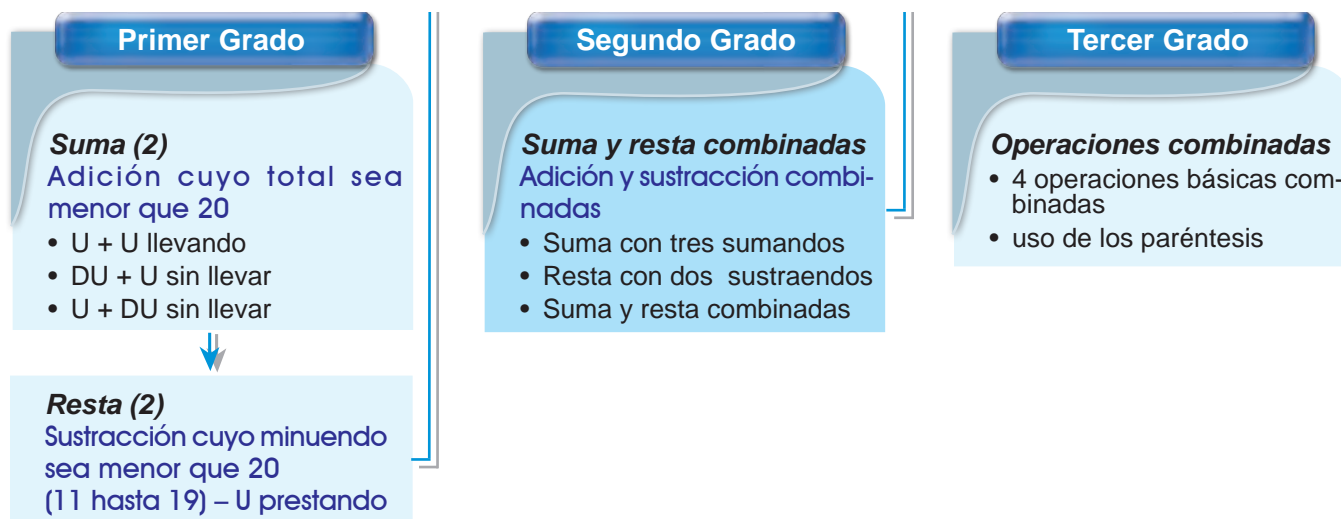 Primer Grado
Suma (2)
Adición cuyo total sea
menor que 20
• U + U llevando
• DU + U sin llevar
• U + DU sin llevar
Resta (2)
Sustracción cuyo minuendo
sea menor que 20
(11 hasta 19) – U prestando
Segundo Grado
Suma y resta combinadas
Adición y sustracción combi-
nadas
• Suma con tres sumandos
• Resta con dos sustraendos
• Suma y resta combinadas
Tercer Grado
Operaciones combinadas
• 4 operaciones básicas com-
binadas
• uso de los paréntesis